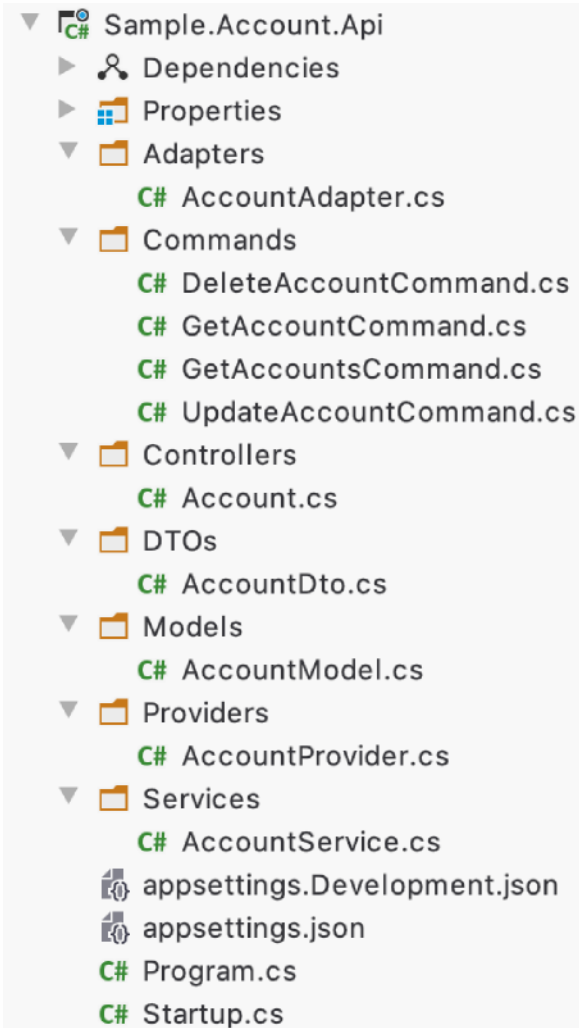 C# Sample.Account.Api
Dependencies
Properties
Adapters
C# AccountAdapter.cs
Commands
C# DeleteAccountCommand.cs
C# GetAccountCommand.cs
C# GetAccountsCommand.cs
C# UpdateAccountCommand.cs
Controllers
C# Account.cs
DTOs
C# AccountDto.cs
Models
C# AccountModel.cs
Providers
C# AccountProvider.cs
Services
C# AccountService.cs
appsettings.Development.json
appsettings.json
C# Program.cs
C# Startup.cs